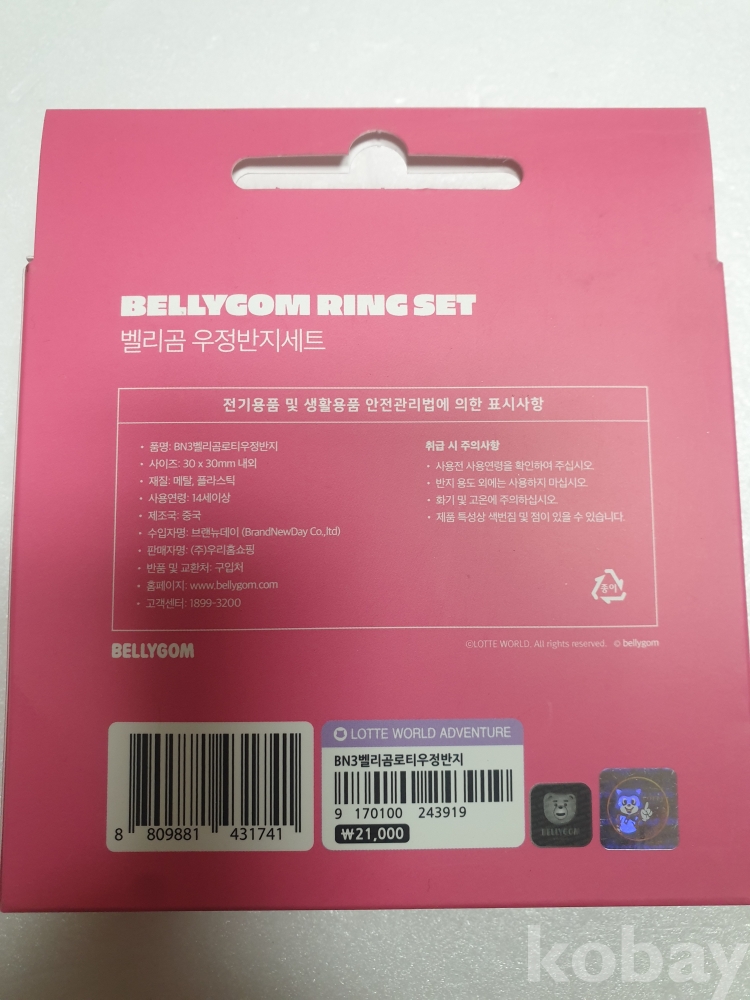 BELLYGOM RING SET
벨리곰 우정반지세트
전기용품 및 생활용품 안전관리법에 의한 표시사항
• 품명: BN3벨리곰로티우정반지
• 사이즈: 30 x 30mm 내외
• 재질: 메탈, 플라스틱
• 사용연령: 14세이상
• 제조국: 중국
• 수입자명: 브랜뉴데이 (BrandNewDay Co.,ltd)
• 판매자명: (주)우리홈쇼핑
• 반품 및 교환처: 구입처
• 홈페이지: www.bellygom.com
• 고객센터: 1899-3200
취급 시 주의사항
• 사용전 사용연령을 확인하여 주십시오.
• 반지 용도 외에는 사용하지 마십시오.
• 화기 및 고온에 주의하십시오.
• 제품 특성상 색번짐 및 점이 있을 수 있습니다.
종이
BELLYGOM
©LOTTE WORLD. All rights reserved. © bellygom
8 809881 431741
LOTTE WORLD ADVENTURE
BN3벨리곰로티우정반지
9 170100 243919
₩21,000
BELLYGOM
kobay